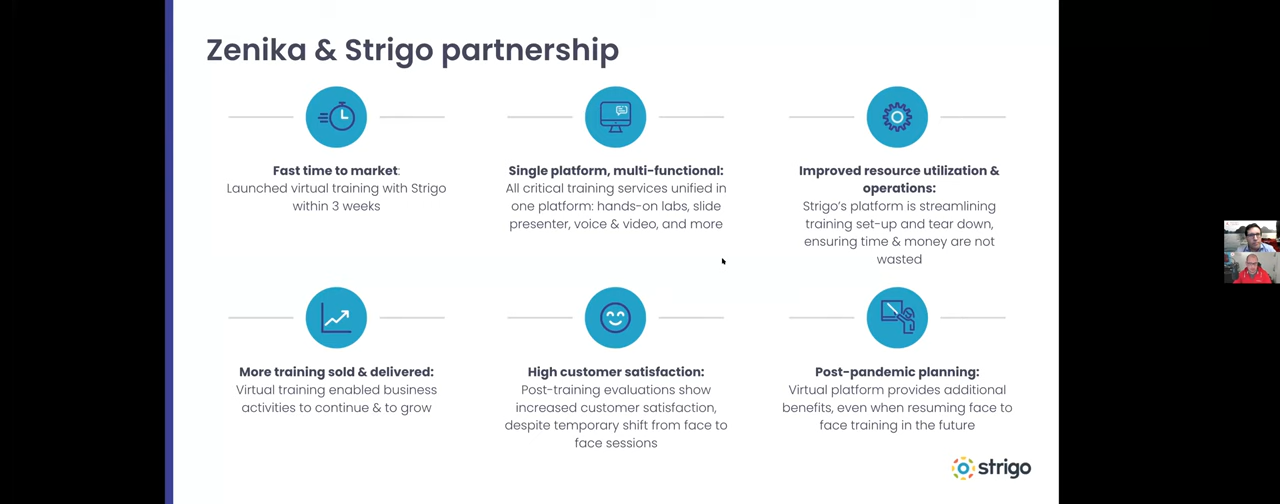 Zenika & Strigo partnership
Fast time to market:
Launched virtual training with Strigo
within 3 weeks
Single platform, multi-functional:
All critical training services unified in
one platform: hands-on labs, slide
presenter, voice & video, and more
Improved resource utilization &
operations:
Strigo’s platform is streamlining
training set-up and tear down,
ensuring time & money are not
wasted
More training sold & delivered:
Virtual training enabled business
activities to continue & to grow
High customer satisfaction:
Post-training evaluations show
increased customer satisfaction,
despite temporary shift from face to
face sessions
Post-pandemic planning:
Virtual platform provides additional
benefits, even when resuming face to
face training in the future
strigo